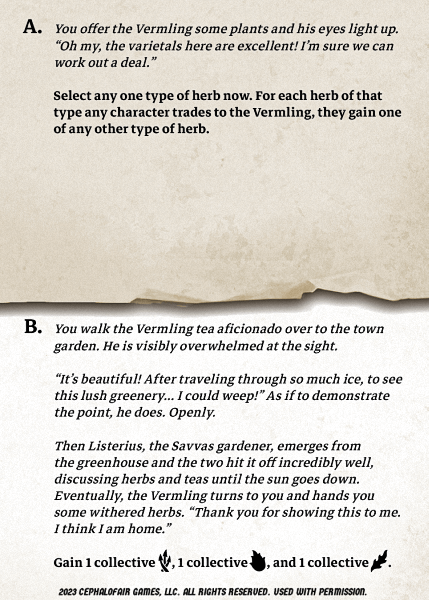 A. You offer the Vermling some plants and his eyes light up.
“Oh my, the varietals here are excellent! I’m sure we can
work out a deal.”
Select any one type of herb now. For each herb of that
type any character trades to the Vermling, they gain one
of any other type of herb.
B. You walk the Vermling tea aficionado over to the town
garden. He is visibly overwhelmed at the sight.
“It’s beautiful! After traveling through so much ice, to see
this lush greenery... I could weep!” As if to demonstrate
the point, he does. Openly.
Then Listerius, the Savvas gardener, emerges from
the greenhouse and the two hit it off incredibly well,
discussing herbs and teas until the sun goes down.
Eventually, the Vermling turns to you and hands you
some withered herbs. “Thank you for showing this to me.
I think I am home.”
Gain 1 collective , 1 collective , and 1 collective .
2023 CEPHALOFAIR GAMES, LLC. ALL RIGHTS RESERVED. USED WITH PERMISSION.